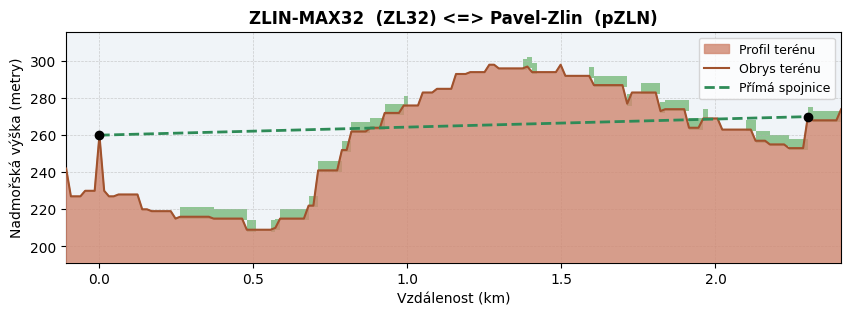 ZLIN-MAX32  (ZL32) <=> Pavel-Zlin  (pZLN)
Nadmořská výška (metry)
300
280
260
240
220
200
Profil terénu
Obrys terénu
Přímá spojnice
0.0
0.5
1.0
1.5
2.0
Vzdálenost (km)